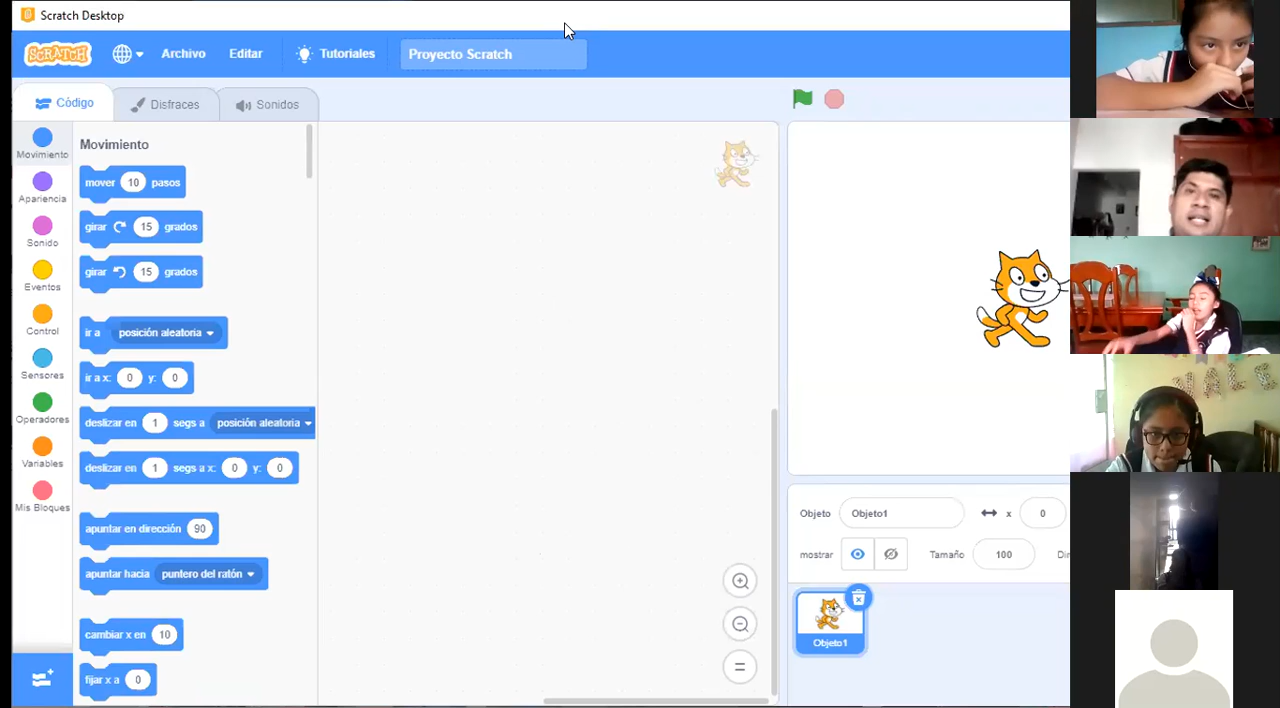 Scratch Desktop
SCRATCH
Archivo
Editar
Tutoriales
Proyecto Scratch
Código
Disfraces
Sonidos
Movimiento
Apariencia
Sonido
Eventos
Control
Sensores
Operadores
Variables
Mis Bloques
Movimiento
mover 10 pasos
girar 15 grados
girar 15 grados
ir a posición aleatoria
ir a x: 0 y: 0
deslizar en 1 segs a posición aleatoria
deslizar en 1 segs a x: 0 y: 0
apuntar en dirección 90
apuntar hacia puntero del ratón
cambiar x en 10
fijar x a 0
Objeto Objeto1 x 0
mostrar Tamaño 100
Objeto1